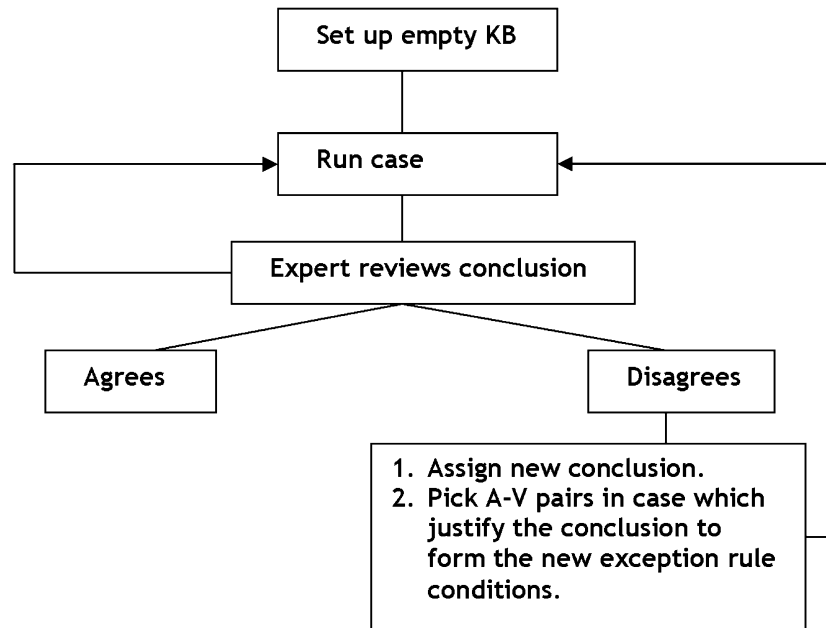 Set up empty KB
Run case
Expert reviews conclusion
Agrees
Disagrees
1. Assign new conclusion.
2. Pick A-V pairs in case which
justify the conclusion to
form the new exception rule
conditions.